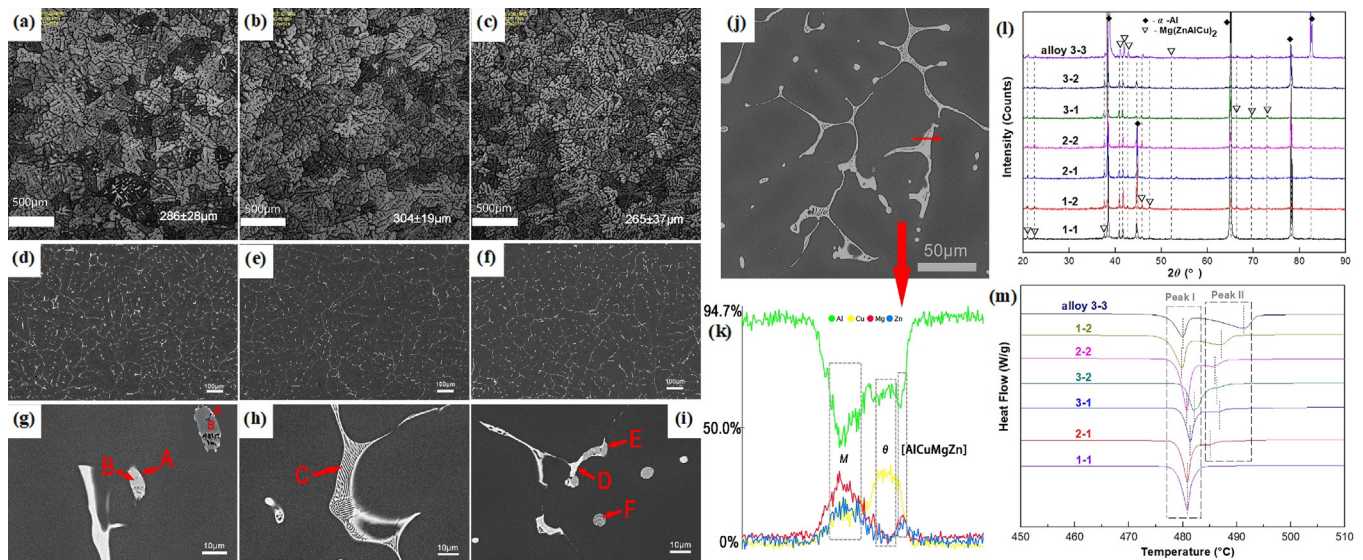 (a)
500μm
286±28μm
(b)
500μm
304±19μm
(c)
500μm
265±37μm
(d)
100μm
(e)
100μm
(f)
100μm
(g)
A
B
B
A
10μm
(h)
C
10μm
(i)
E
D
F
10μm
(j)
50μm
(k)
94.7%
50.0%
0%
Al Cu Mg Zn
M
θ
[AlCuMgZn]
(l)
- α -Al
- Mg(ZnAlCu)2
alloy 3-3
3-2
3-1
2-2
2-1
1-2
1-1
Intensity (Counts)
20 30 40 50 60 70 80 90
2θ (°)
(m)
Peak I
Peak II
alloy 3-3
1-2
2-2
3-2
3-1
2-1
1-1
Heat Flow (W/g)
450 460 470 480 490 500 510
Temperature (°C)